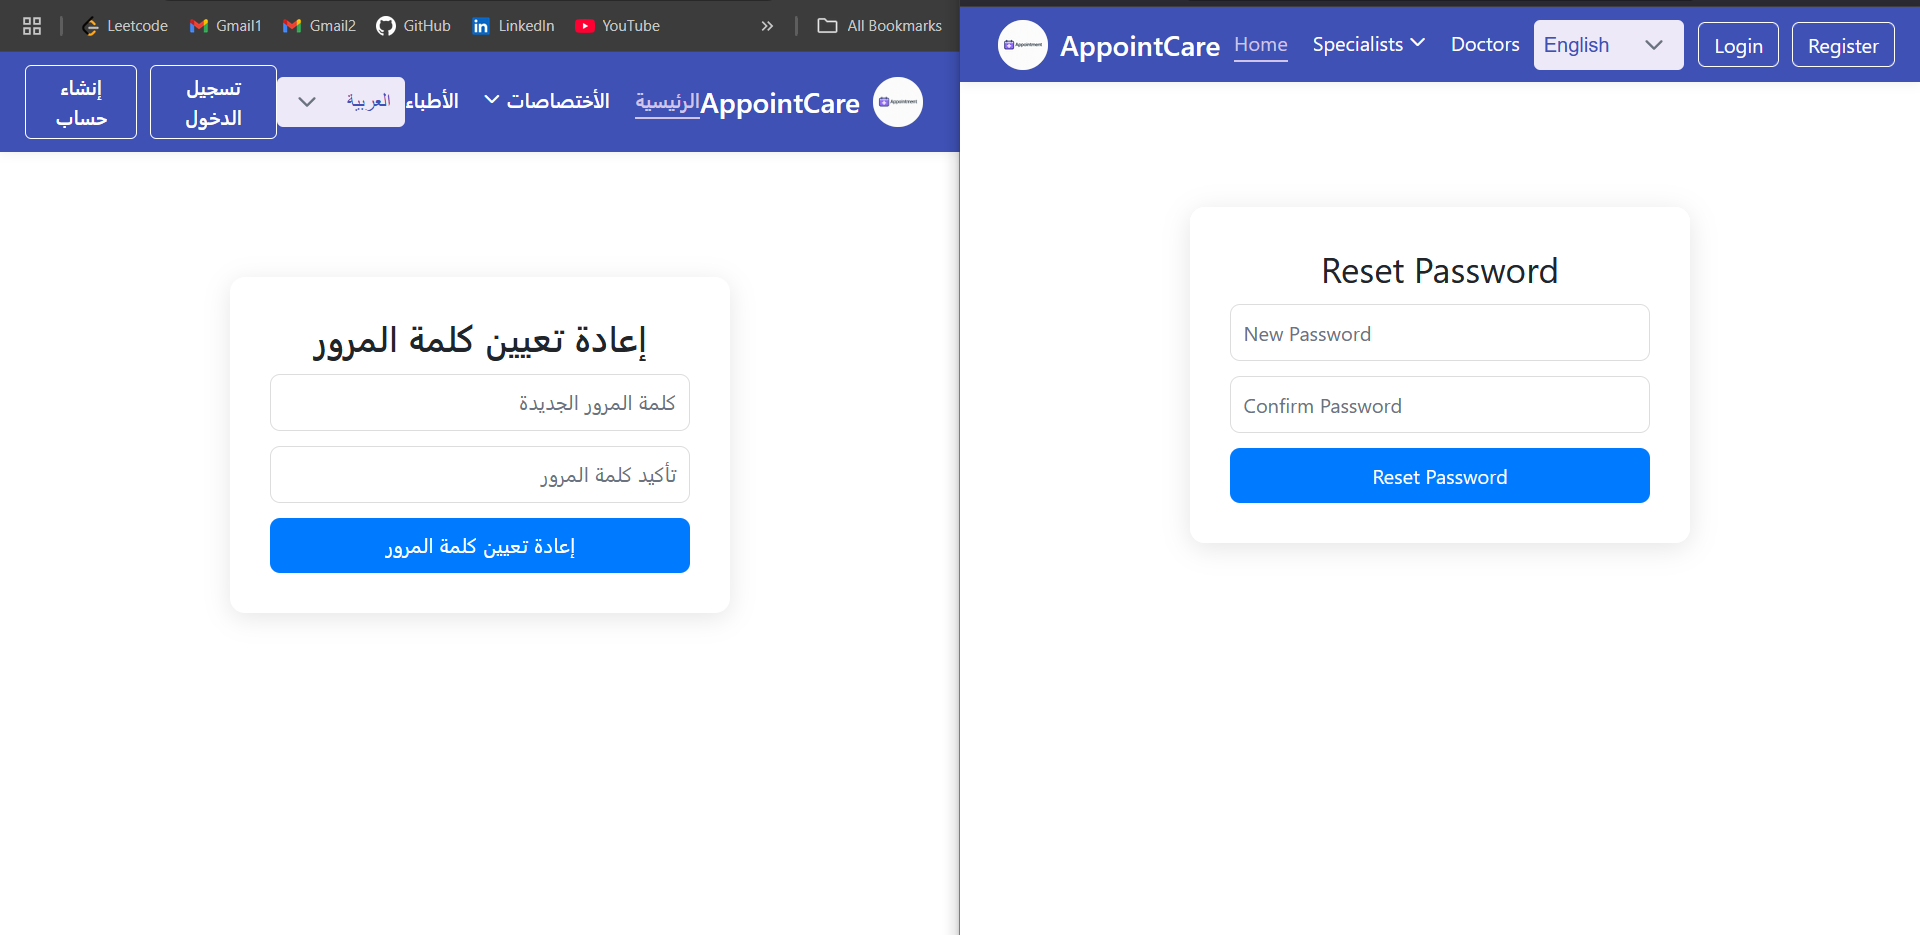 Leetcode Gmail1 Gmail2 GitHub LinkedIn YouTube » All Bookmarks
Appointment
AppointCare
الرئيسية
الأختصاصات
الأطباء
العربية
تسجيل
الدخول
إنشاء
حساب
إعادة تعيين كلمة المرور
كلمة المرور الجديدة
تأكيد كلمة المرور
إعادة تعيين كلمة المرور
Appointment
AppointCare
Home
Specialists
Doctors
English
Login
Register
Reset Password
New Password
Confirm Password
Reset Password